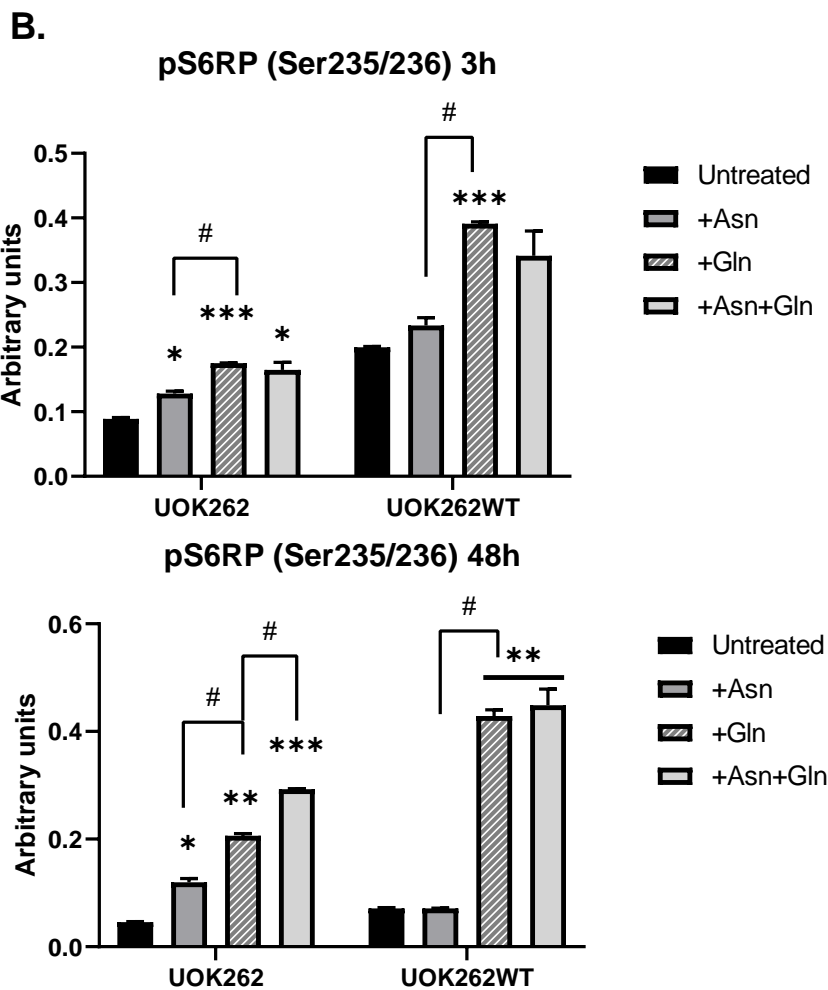 B.
pS6RP (Ser235/236) 3h
#
0.5
Untreated
+Asn
+Gln
+Asn+Gln
***
0.4
#
0.3
***
*
*
0.2
0.1
0.0
Arbitrary units
UOK262
UOK262WT
pS6RP (Ser235/236) 48h
0.6
#
#
**
Untreated
+Asn
+Gln
+Asn+Gln
#
0.4
***
**
*
0.2
0.0
Arbitrary units
UOK262
UOK262WT